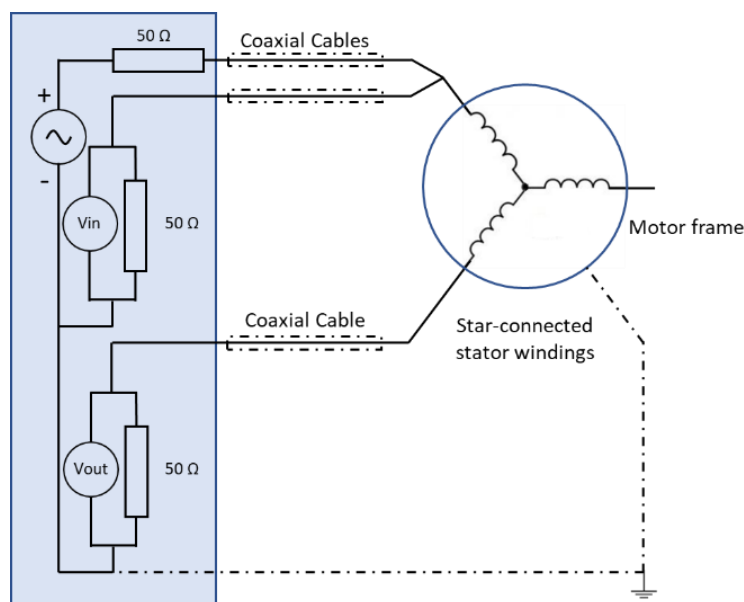 50 Ω
Coaxial Cables
+
-
Vin
50 Ω
Motor frame
Coaxial Cable
Star-connected
stator windings
Vout
50 Ω